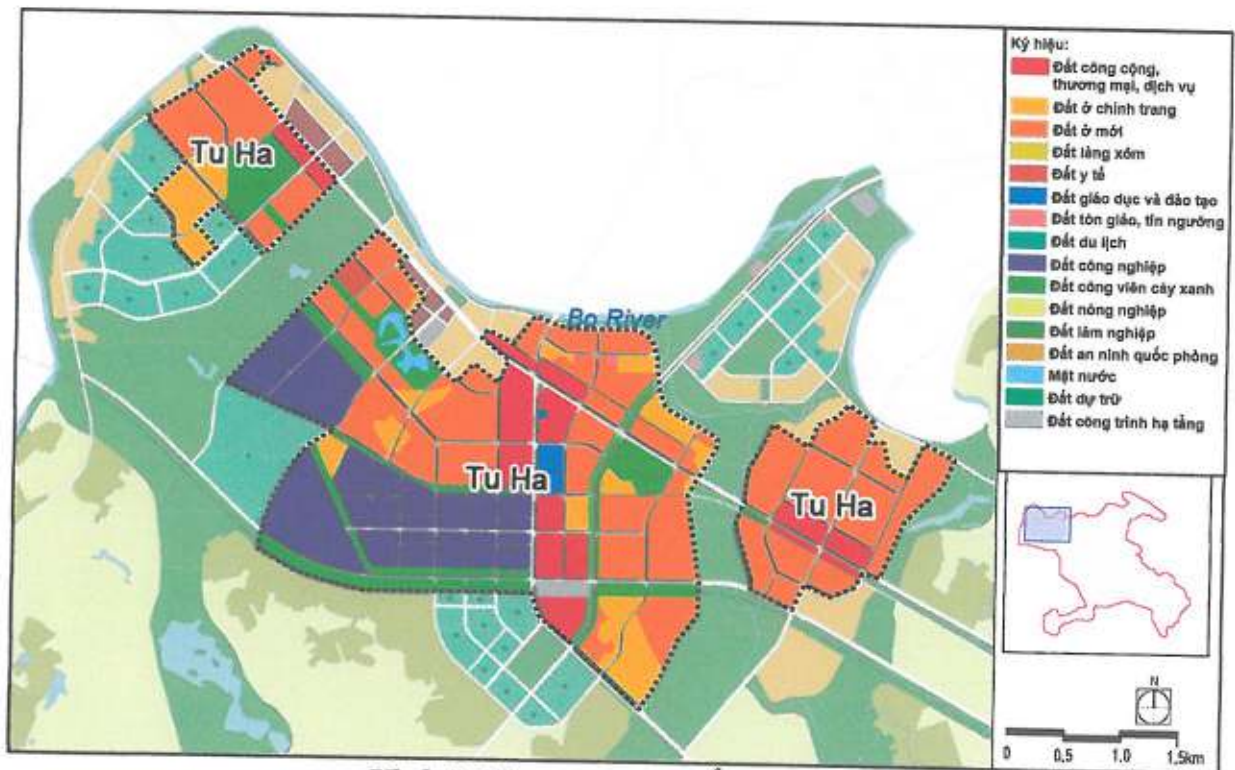 Tu Ha
Bo River
Tu Ha
Tu Ha
Ký hiệu:
Đất công cộng,
thương mại, dịch vụ
Đất ở chỉnh trang
Đất ở mới
Đất làng xóm
Đất y tế
Đất giáo dục và đào tạo
Đất tôn giáo, tín ngưỡng
Đất du lịch
Đất công nghiệp
Đất công viên cây xanh
Đất nông nghiệp
Đất lâm nghiệp
Đất an ninh quốc phòng
Mặt nước
Đất dự trữ
Đất công trình hạ tầng
N
0 0,5 1.0 1,5km